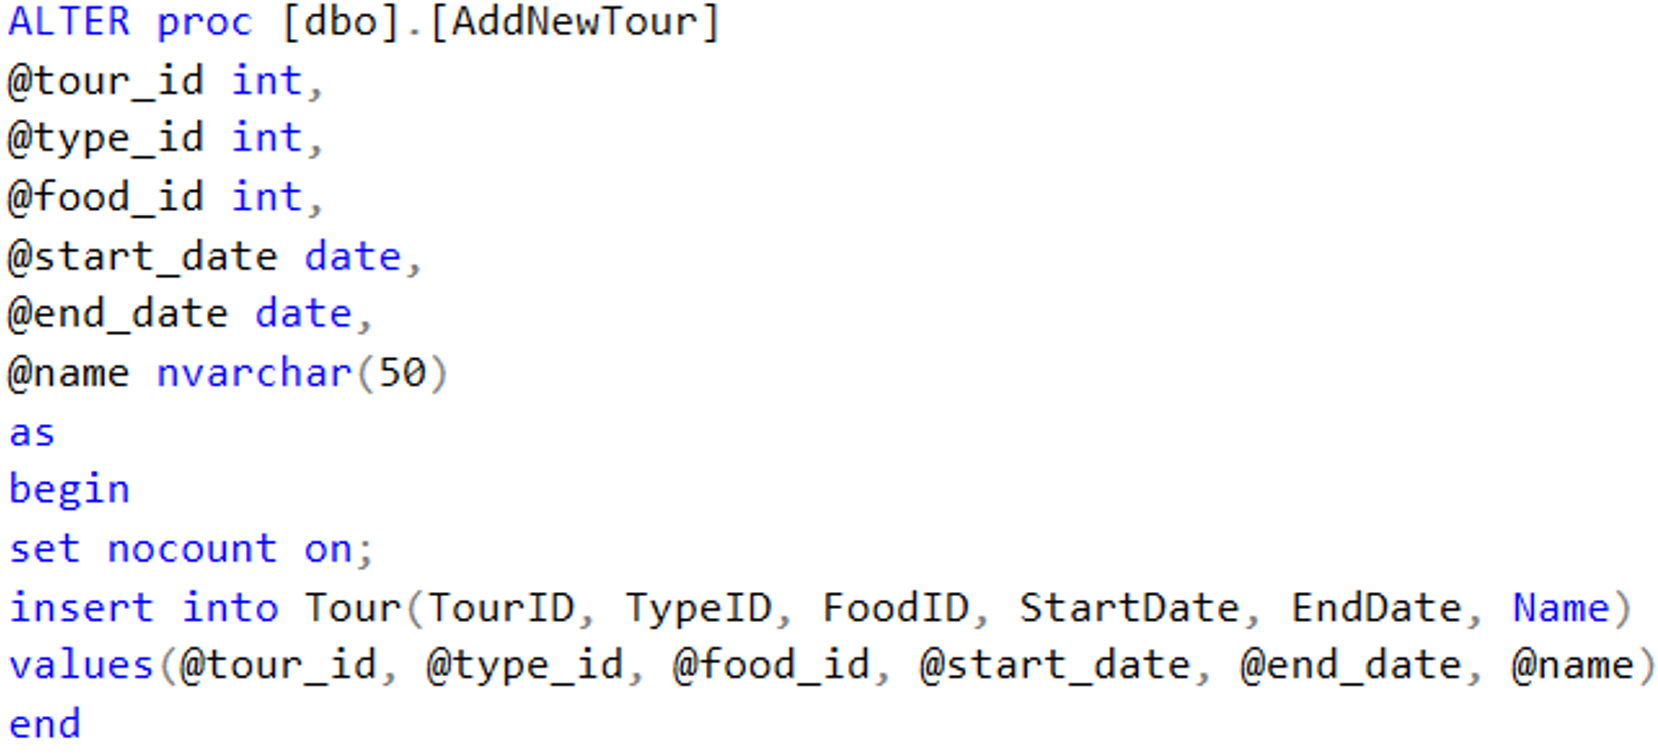 ALTER proc [dbo].[AddNewTour]
@tour_id int,
@type_id int,
@food_id int,
@start_date date,
@end_date date,
@name nvarchar(50)
as
begin
set nocount on;
insert into Tour(TourID, TypeID, FoodID, StartDate, EndDate, Name)
values(@tour_id, @type_id, @food_id, @start_date, @end_date, @name)
end